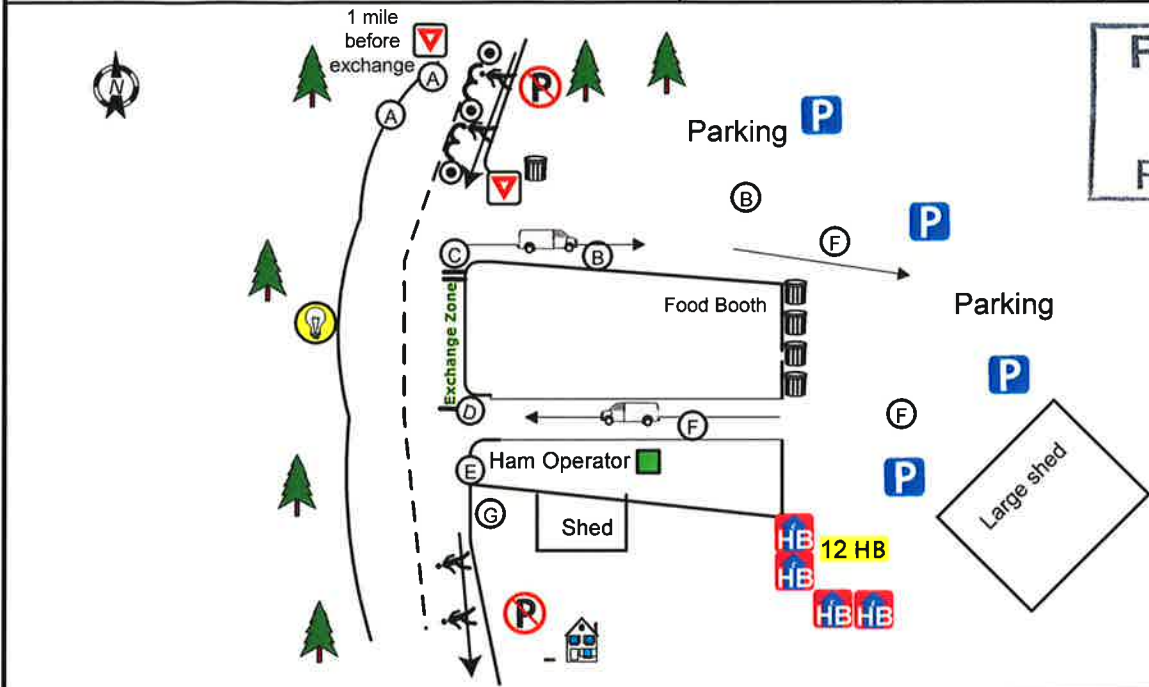 1 mile
before
exchange
A
A
N
P
Parking P
B
P
F
C
B
Exchange Zone
Food Booth
Parking
P
D
F
F
E
Ham Operator
P
Large shed
G
Shed
HB
12 HB
HB
HB HB
P